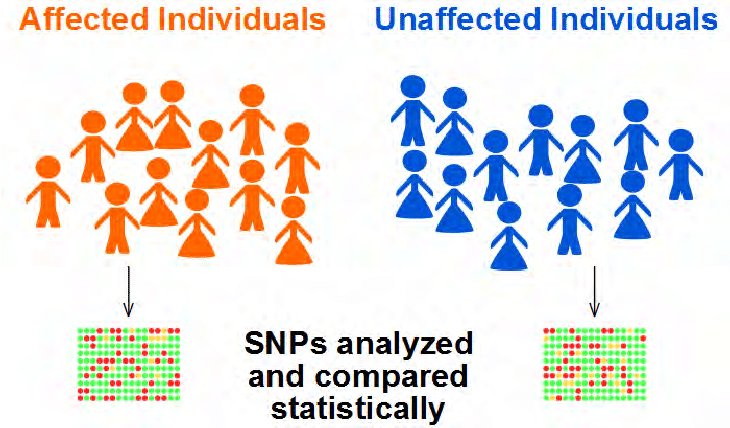 Affected Individuals
Unaffected Individuals
SNPs analyzed
and compared
statistically